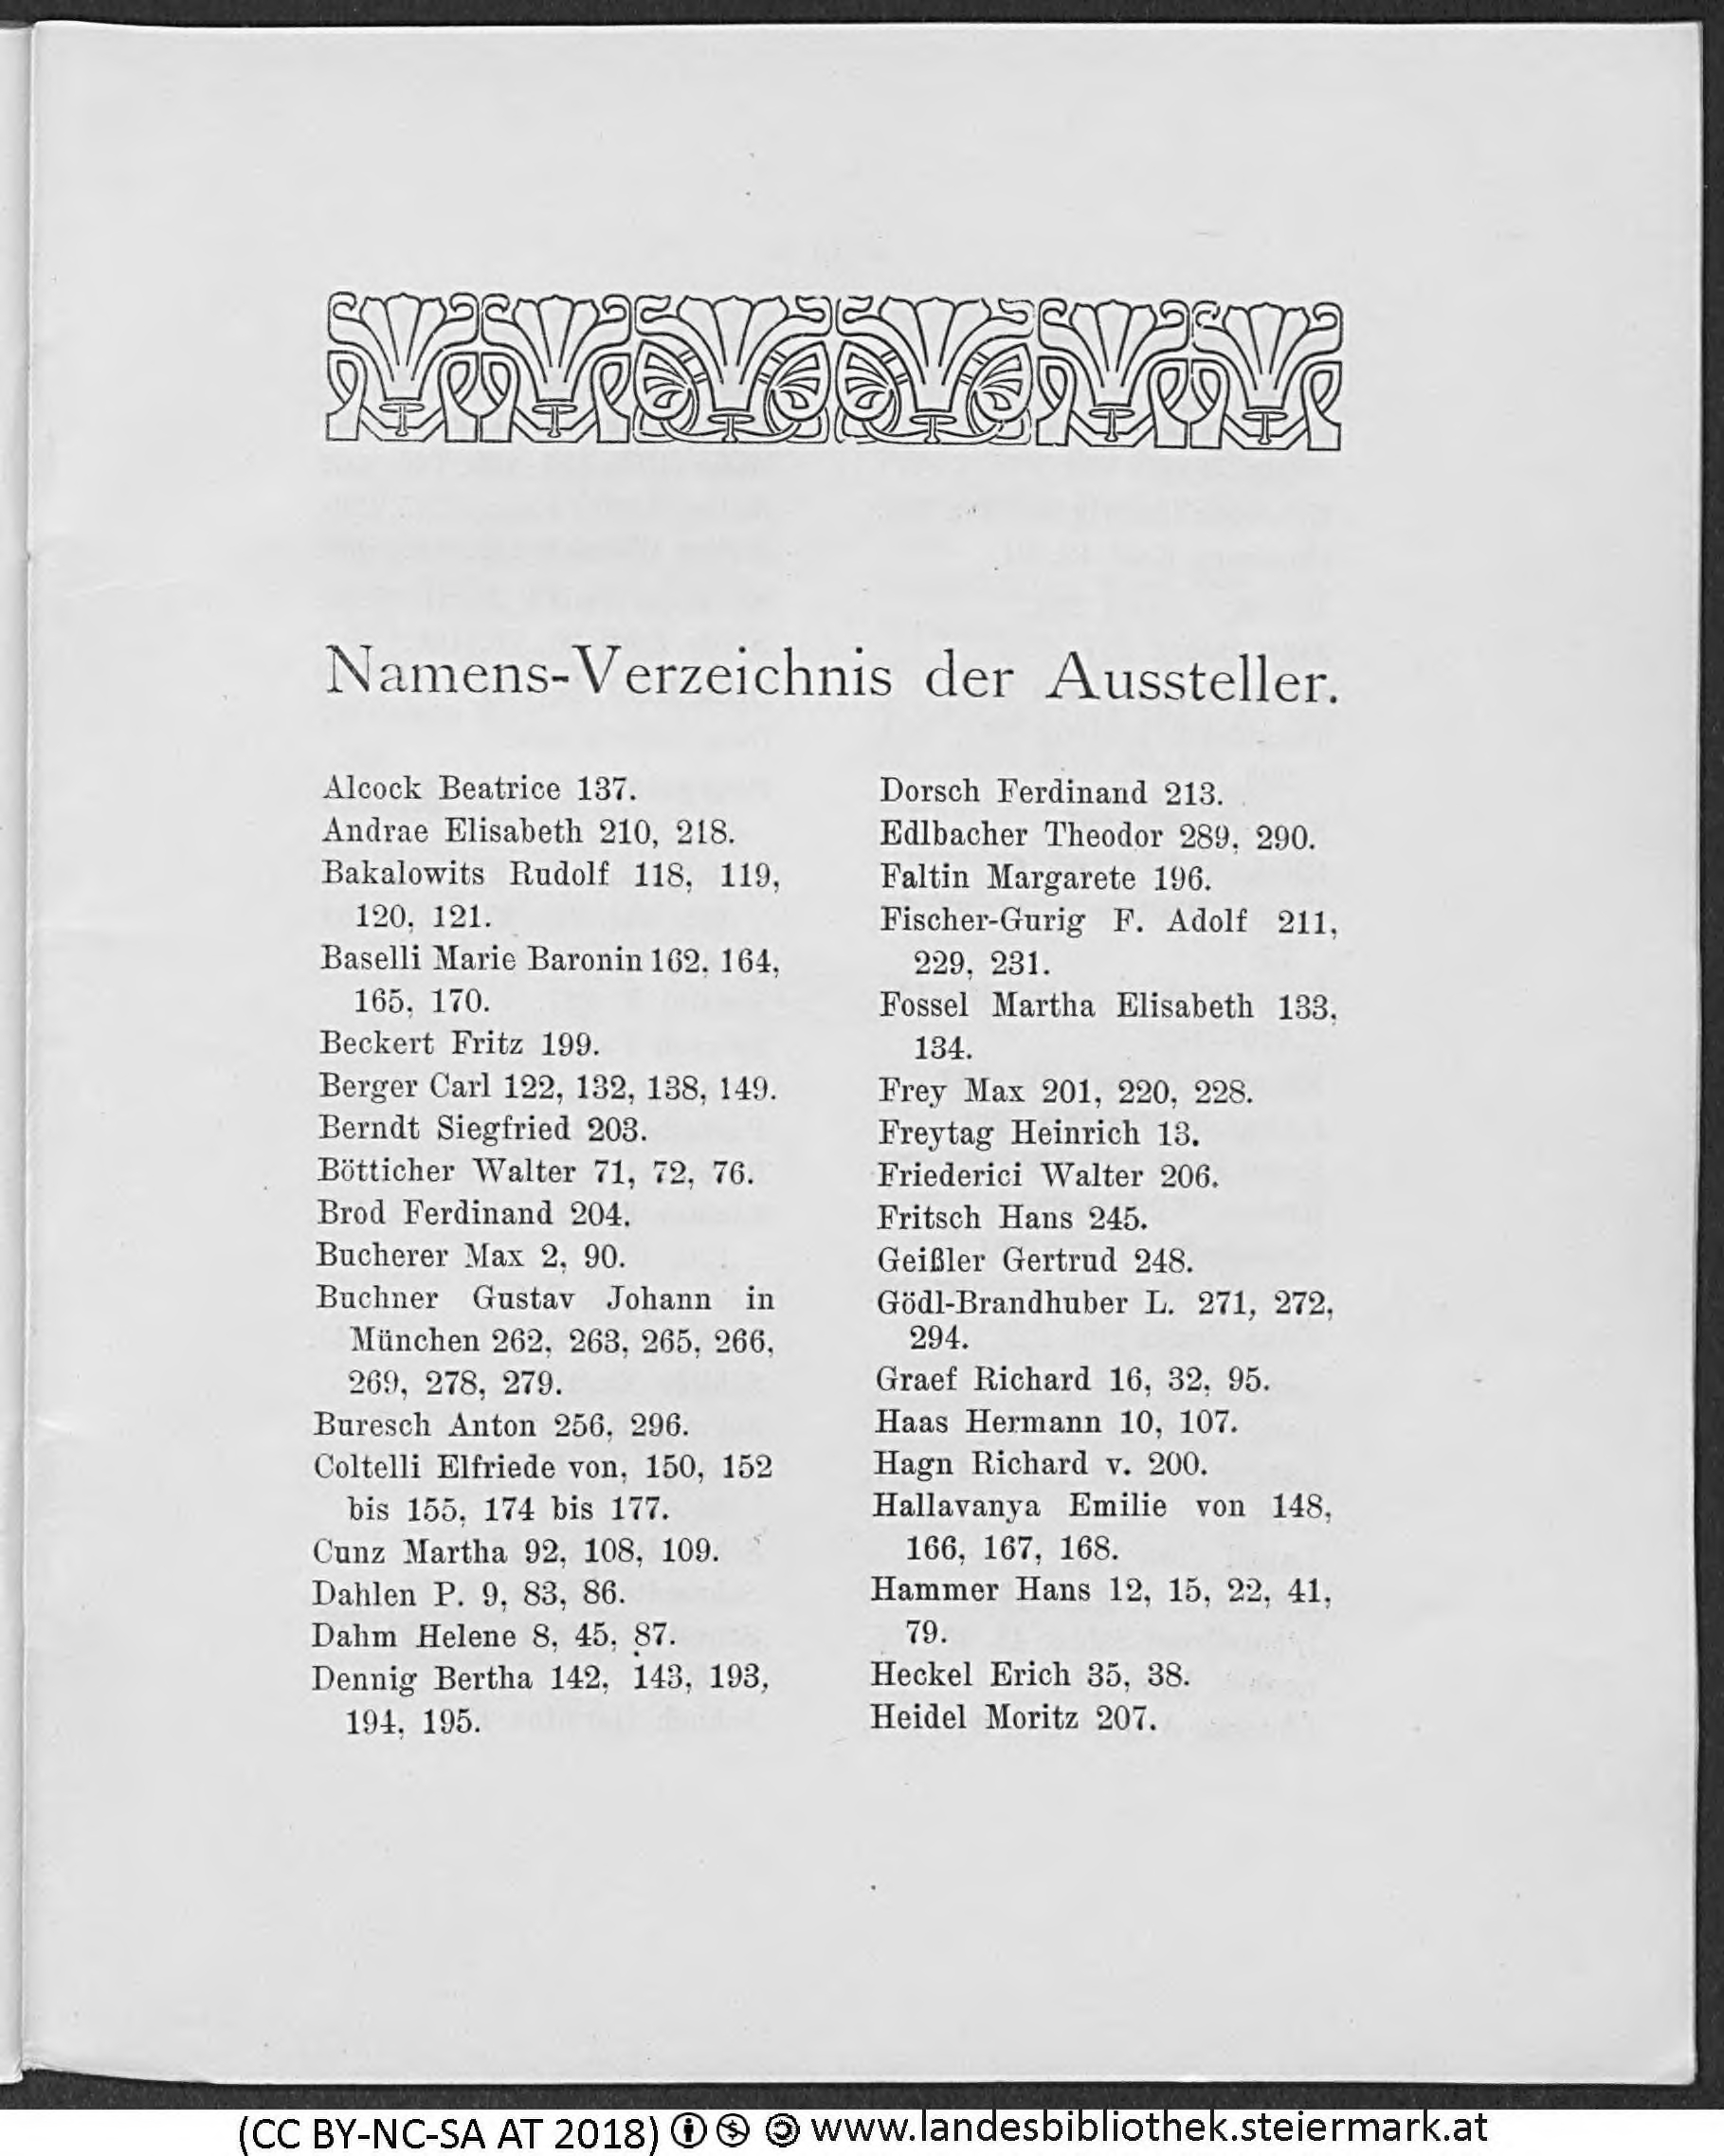 Namens-Verzeichnis der Aussteller.
Alcock Beatrice 137.
Andrae Elisabeth 210, 218.
Bakalowits Rudolf 118, 119,
120, 121.
Baselli Marie Baronin 162, 164,
165, 170.
Beckert Fritz 199.
Berger Carl 122, 132, 138, 149.
Berndt Siegfried 203.
Bötticher Walter 71, 72, 76.
Brod Ferdinand 204.
Bucherer Max 2, 90.
Buchner Gustav Johann in
München 262, 263, 265, 266,
269, 278, 279.
Buresch Anton 256, 296.
Coltelli Elfriede von, 150, 152
bis 155, 174 bis 177.
Cunz Martha 92, 108, 109.
Dahlen P. 9, 83, 86.
Dahm Helene 8, 45, 87.
Dennig Bertha 142, 143, 193,
194, 195.
Dorsch Ferdinand 213.
Edlbacher Theodor 289, 290.
Faltin Margarete 196.
Fischer-Gurig F. Adolf 211,
229, 231.
Fossel Martha Elisabeth 133,
134.
Frey Max 201, 220, 228.
Freytag Heinrich 13.
Friederici Walter 206.
Fritsch Hans 245.
Geißler Gertrud 248.
Gödl-Brandhuber L. 271, 272,
294.
Graef Richard 16, 32, 95.
Haas Hermann 10, 107.
Hagn Richard v. 200.
Hallavanya Emilie von 148,
166, 167, 168.
Hammer Hans 12, 15, 22, 41,
79.
Heckel Erich 35, 38.
Heidel Moritz 207.
(CC BY-NC-SA AT 2018) www.landesbibliothek.steiermark.at